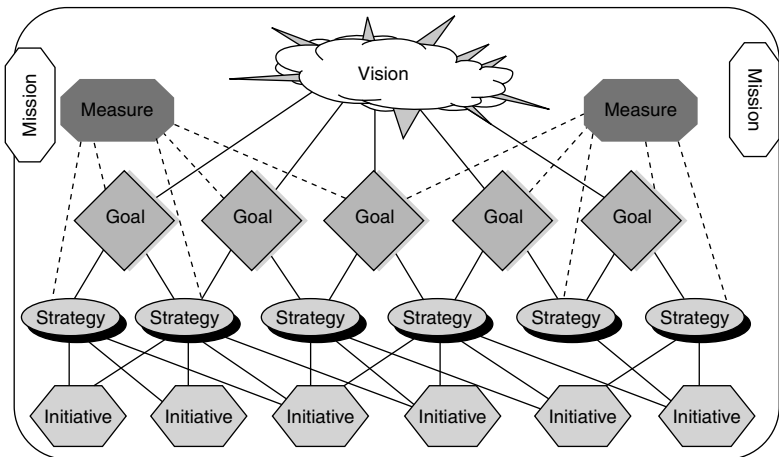 Vision
Mission
Measure
Measure
Mission
Goal
Goal
Goal
Goal
Goal
Strategy
Strategy
Strategy
Strategy
Strategy
Strategy
Initiative
Initiative
Initiative
Initiative
Initiative
Initiative